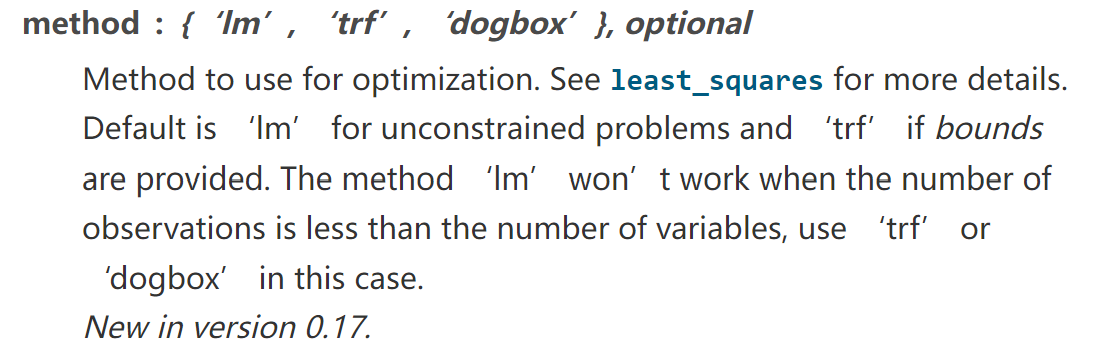 method : { ‘lm’ , ‘trf’ , ‘dogbox’ }, optional
Method to use for optimization. See least_squares for more details.
Default is ‘lm’ for unconstrained problems and ‘trf’ if bounds
are provided. The method ‘lm’ won’ t work when the number of
observations is less than the number of variables, use ‘trf’ or
‘dogbox’ in this case.
New in version 0.17.